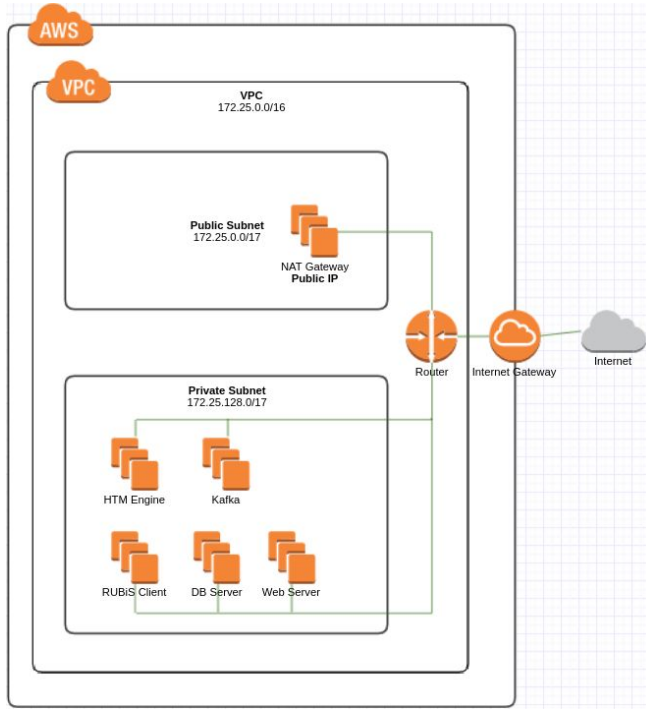 AWS
VPC
VPC
172.25.0.0/16
Public Subnet
172.25.0.0/17
NAT Gateway
Public IP
Router
Internet Gateway
Internet
Private Subnet
172.25.128.0/17
HTM Engine
Kafka
RUBiS Client
DB Server
Web Server